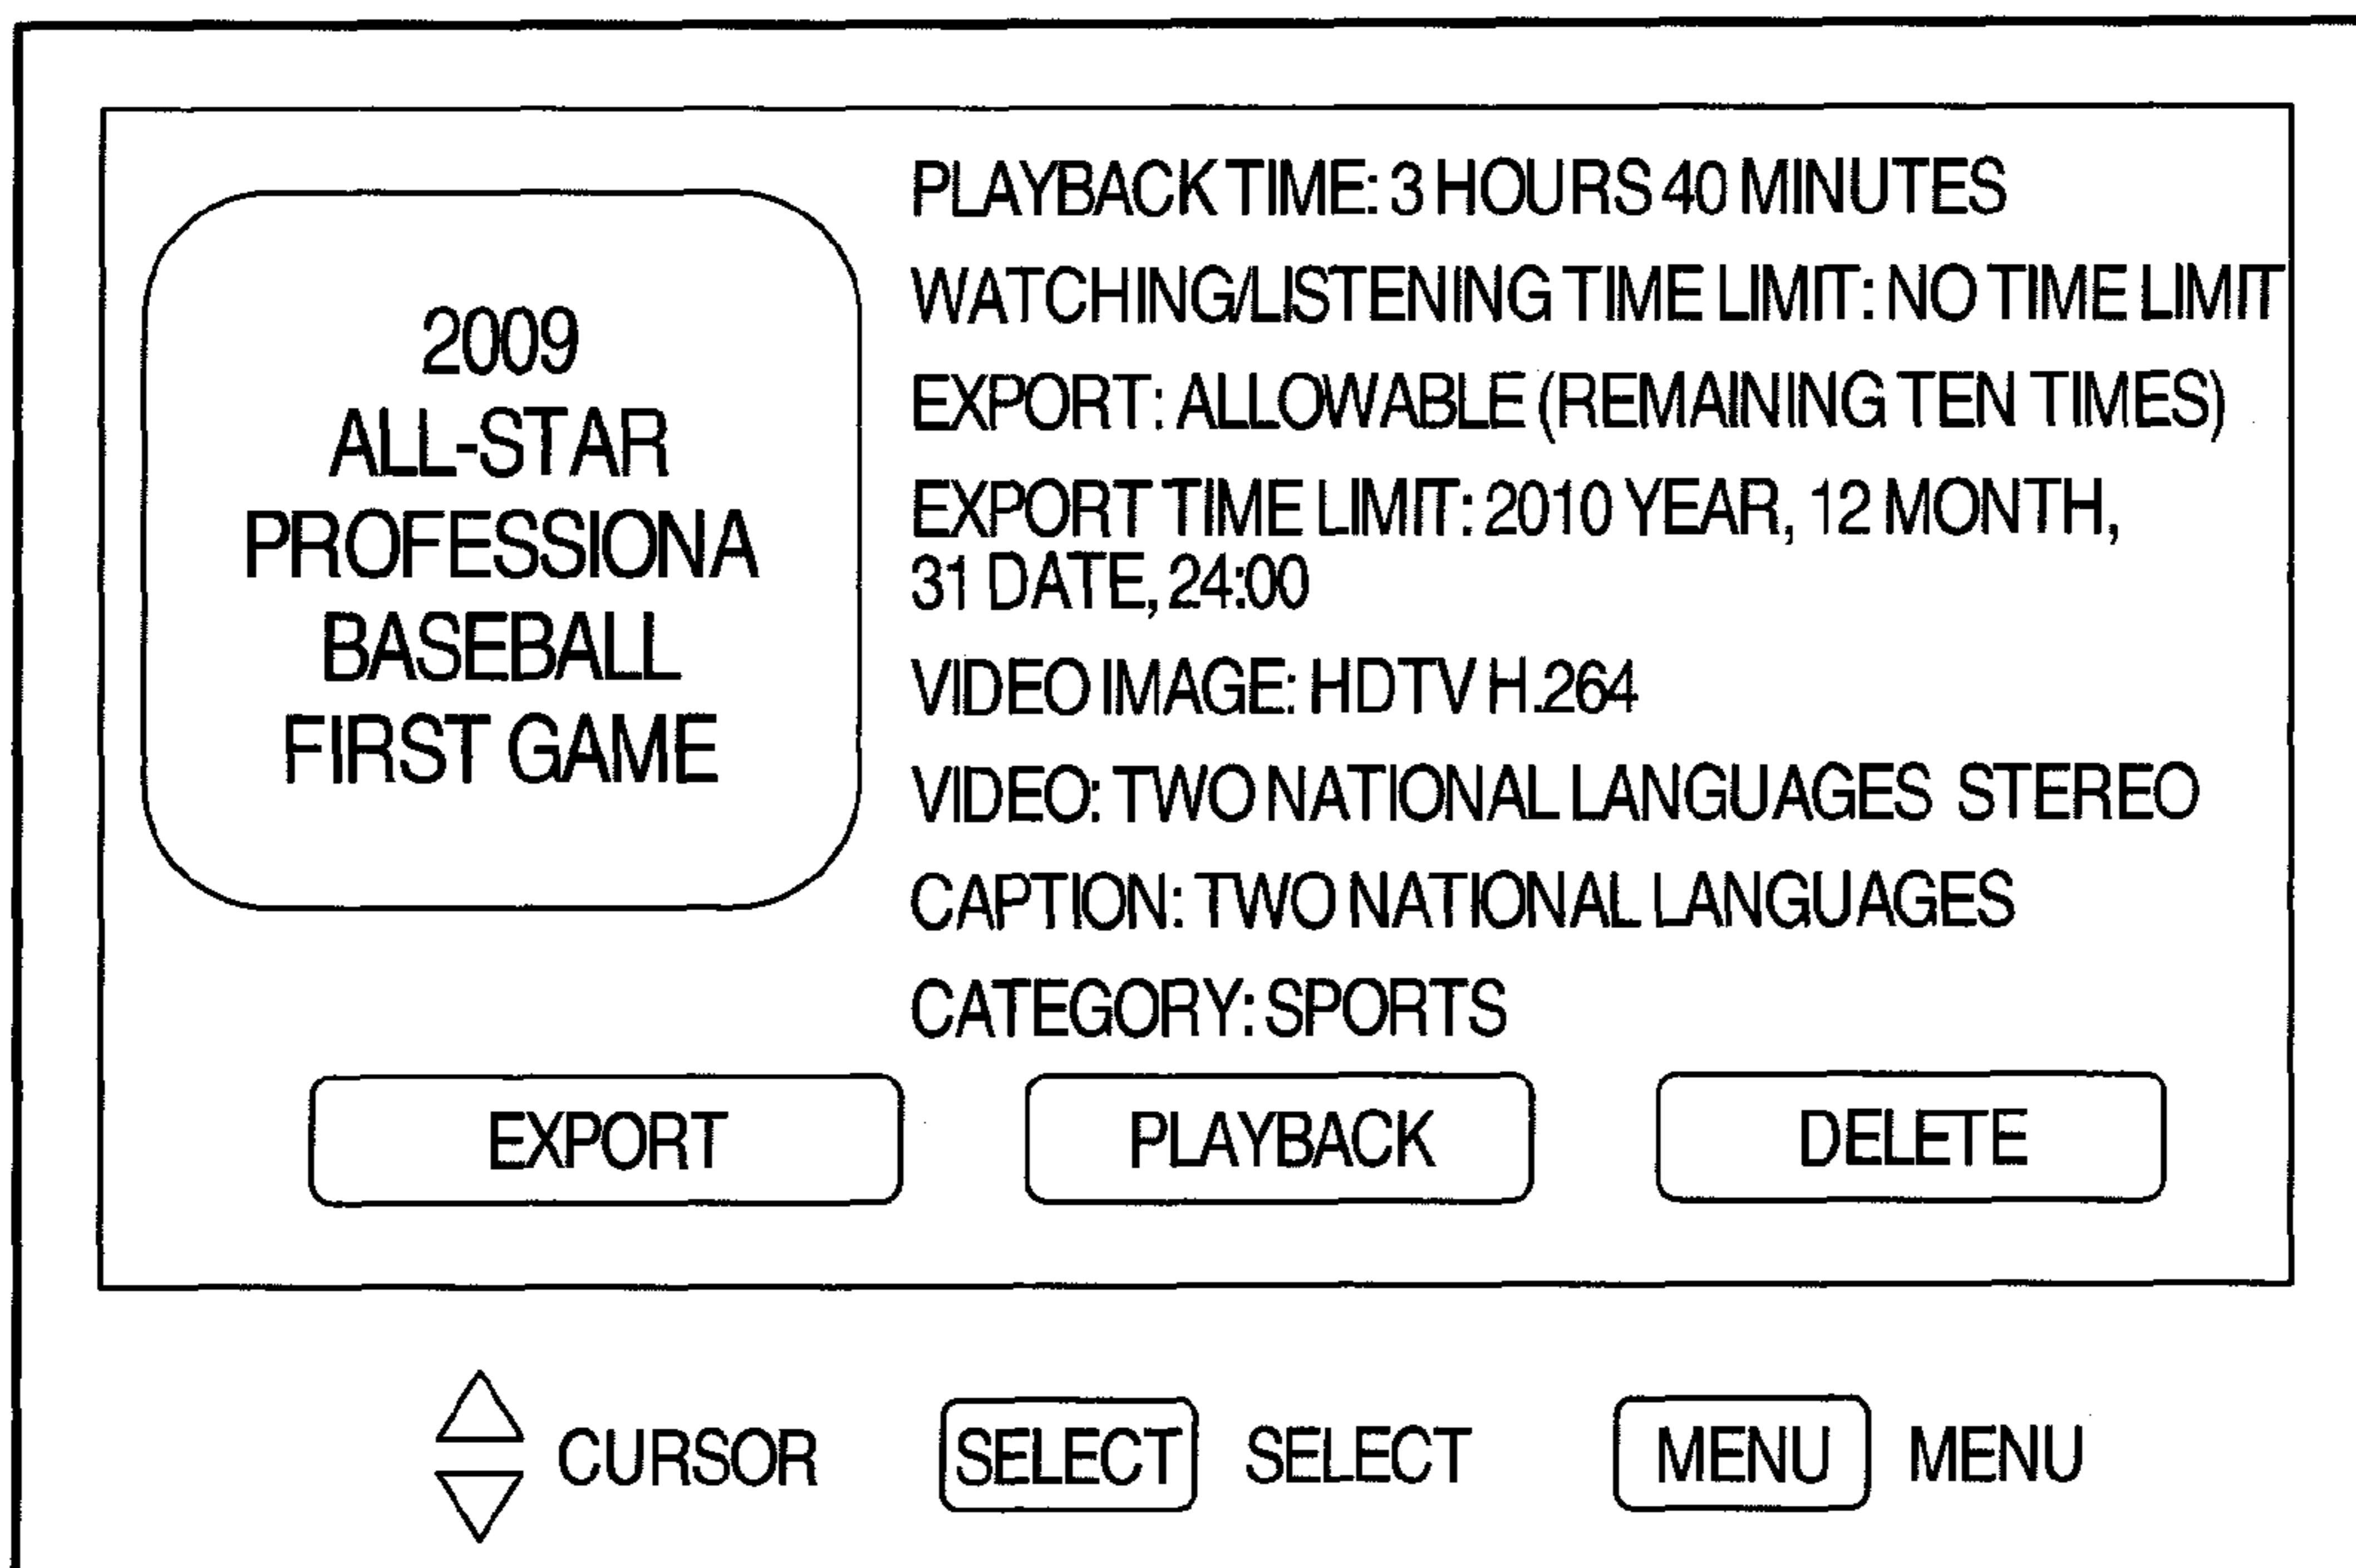 2009
ALL-STAR
PROFESSIONA
BASEBALL
FIRST GAME
PLAYBACK TIME: 3 HOURS 40 MINUTES
WATCHING/LISTENING TIME LIMIT: NO TIME LIMIT
EXPORT: ALLOWABLE (REMAINING TEN TIMES)
EXPORT TIME LIMIT: 2010 YEAR, 12 MONTH,
31 DATE, 24:00
VIDEO IMAGE: HDTV H.264
VIDEO: TWO NATIONAL LANGUAGES STEREO
CAPTION: TWO NATIONAL LANGUAGES
CATEGORY: SPORTS
EXPORT PLAYBACK DELETE
CURSOR SELECT SELECT MENU MENU